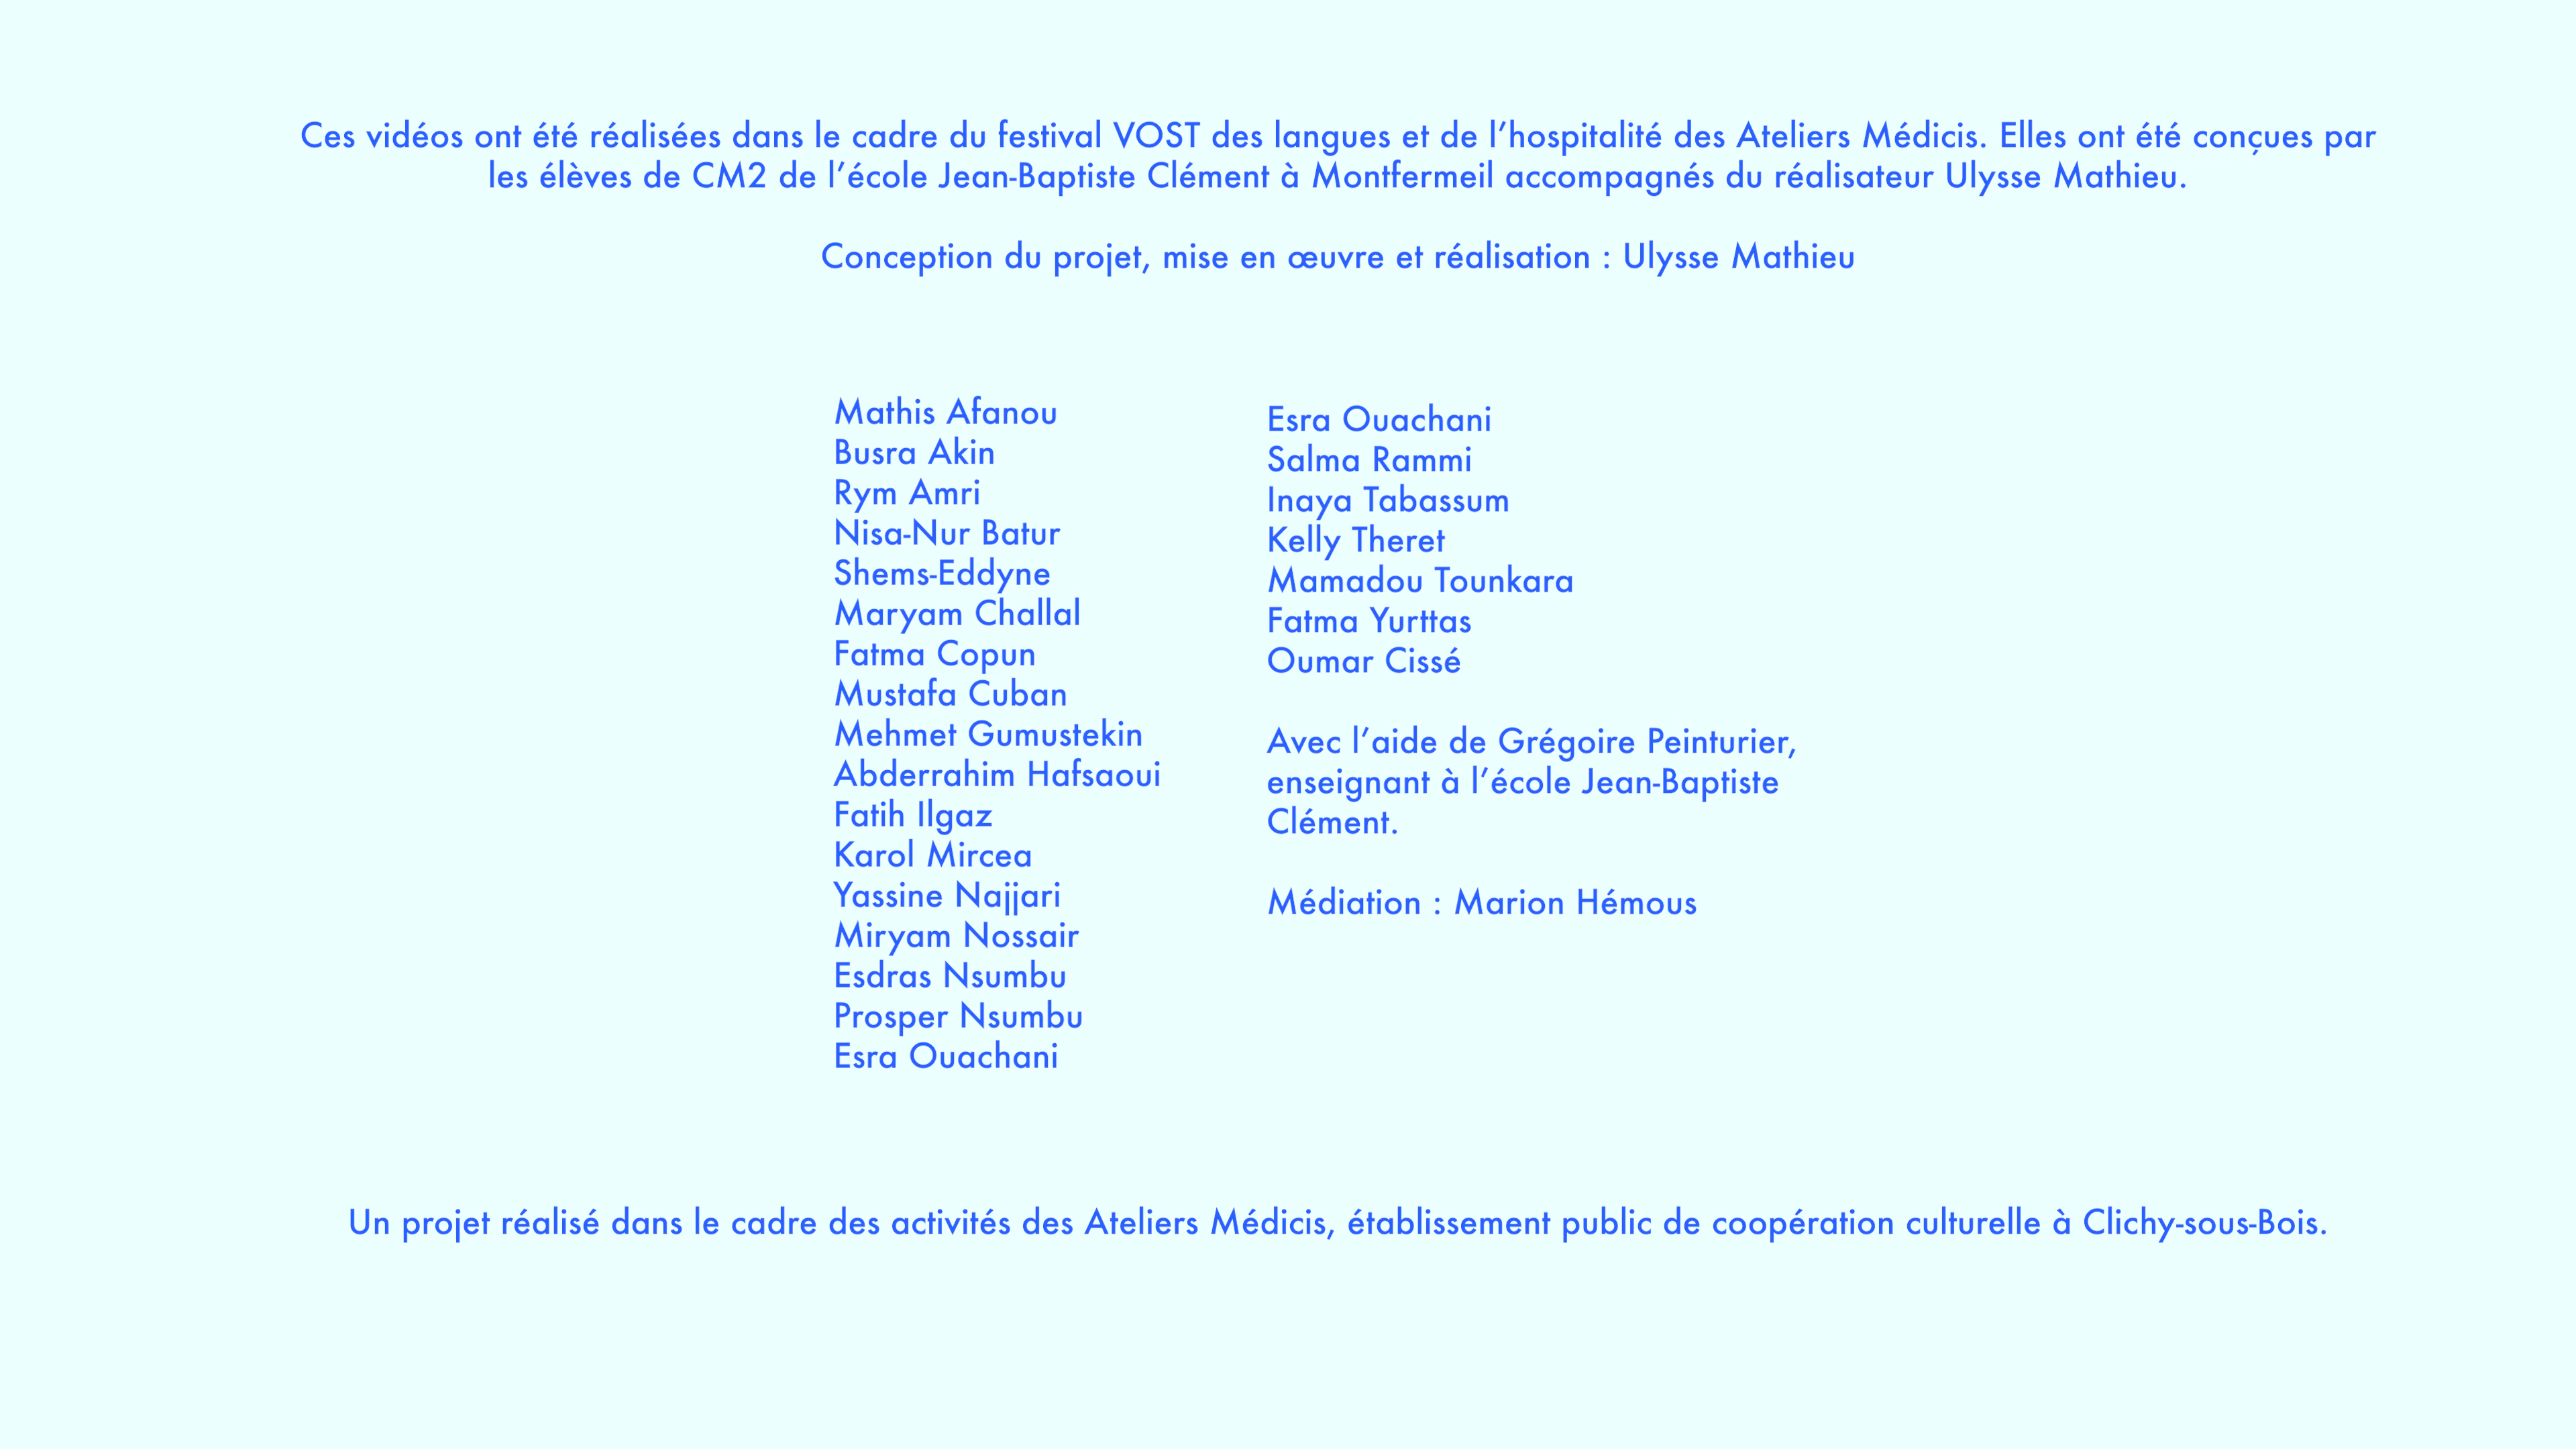 Ces vidéos ont été réalisées dans le cadre du festival VOST des langues et de l’hospitalité des Ateliers Médicis. Elles ont été conçues par
les élèves de CM2 de l’école Jean-Baptiste Clément à Montfermeil accompagnés du réalisateur Ulysse Mathieu.
Conception du projet, mise en œuvre et réalisation : Ulysse Mathieu
Mathis Afanou
Busra Akin
Rym Amri
Nisa-Nur Batur
Shems-Eddyne
Maryam Challal
Fatma Copun
Mustafa Cuban
Mehmet Gumustekin
Abderrahim Hafsaoui
Fatih Ilgaz
Karol Mircea
Yassine Najjari
Miryam Nossair
Esdras Nsumbu
Prosper Nsumbu
Esra Ouachani
Esra Ouachani
Salma Rammi
Inaya Tabassum
Kelly Theret
Mamadou Tounkara
Fatma Yurttas
Oumar Cissé
Avec l’aide de Grégoire Peinturier,
enseignant à l’école Jean-Baptiste
Clément.
Médiation : Marion Hémous
Un projet réalisé dans le cadre des activités des Ateliers Médicis, établissement public de coopération culturelle à Clichy-sous-Bois.